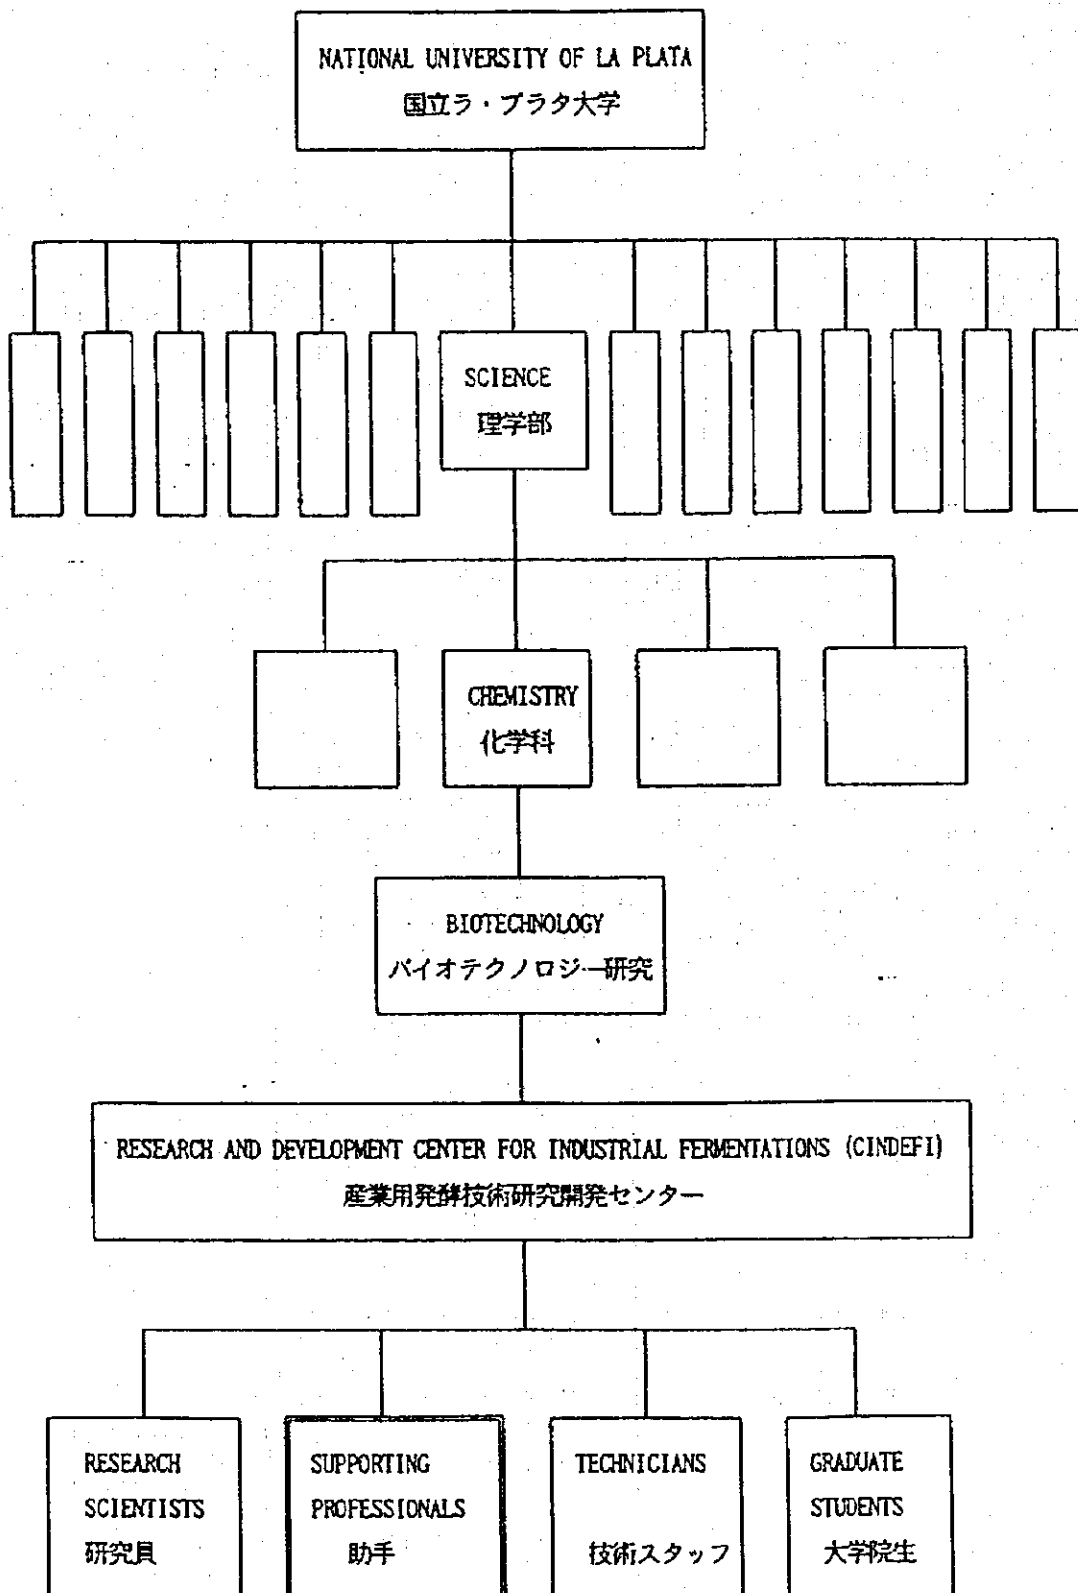 NATIONAL UNIVERSITY OF LA PLATA
国立ラ・プラタ大学
SCIENCE
理学部
CHEMISTRY
化学科
BIOTECHNOLOGY
バイオテクノロジー研究
RESEARCH AND DEVELOPMENT CENTER FOR INDUSTRIAL FERMENTATIONS (CINDEFI)
産業用発酵技術研究開発センター
RESEARCH
SCIENTISTS
研究員
SUPPORTING
PROFESSIONALS
助手
TECHNICIANS
技術スタッフ
GRADUATE
STUDENTS
大学院生